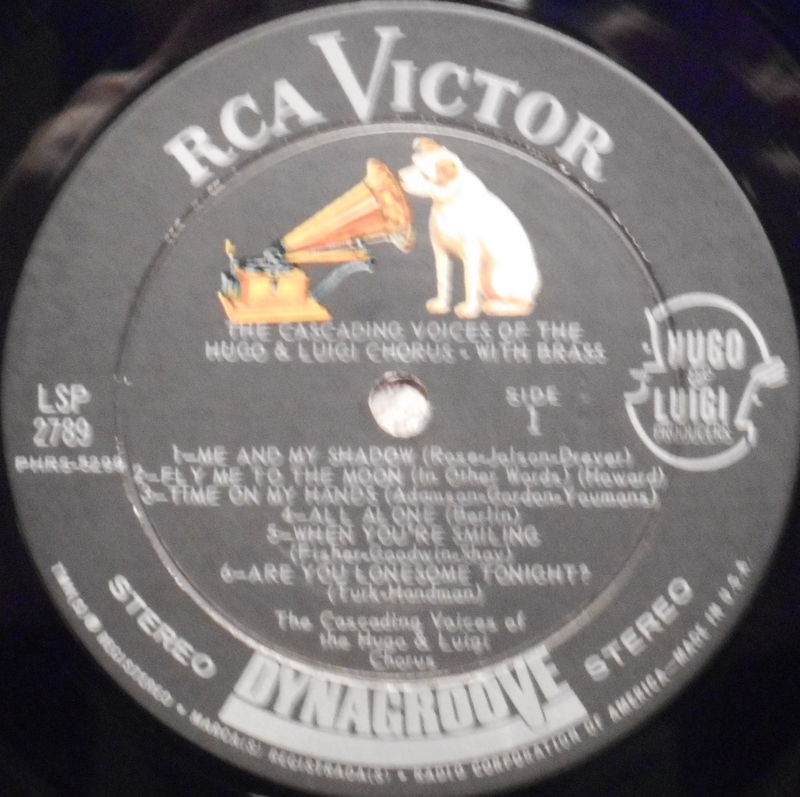 RCA VICTOR
THE CASCADING VOICES OF THE
HUGO & LUIGI CHORUS • WITH BRASS
HUGO
&
LUIGI
PRODUCERS
LSP
2789
SIDE
1
1–ME AND MY SHADOW (Rose-Jolson-Dreyer)
2–FLY ME TO THE MOON (In Other Words) (Howard)
3–TIME ON MY HANDS (Adamson-Gordon-Youmans)
4–ALL ALONE (Berlin)
5–WHEN YOU'RE SMILING
(Fisher-Goodwin-Shay)
6–ARE YOU LONESOME TONIGHT?
(Turk-Handman)
The Cascading Voices of
the Hugo & Luigi
Chorus
STEREO
DYNAGROOVE
STEREO
TMK(S) ® REGISTERED • MARCA(S) REGISTRADA(S) • RADIO CORPORATION OF AMERICA—MADE IN U.S.A.